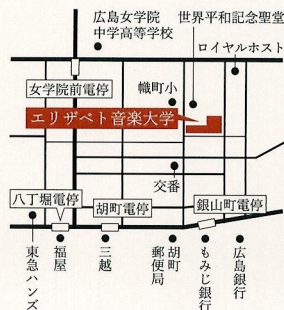 広島女学院
中学高等学校
世界平和記念聖堂
ロイヤルホスト
女学院前電停
幟町小
エリザベト音楽大学
交番
八丁堀電停
胡町電停
銀山町電停
東急ハンズ
福屋
三越
胡町
郵便局
もみじ銀行
広島銀行